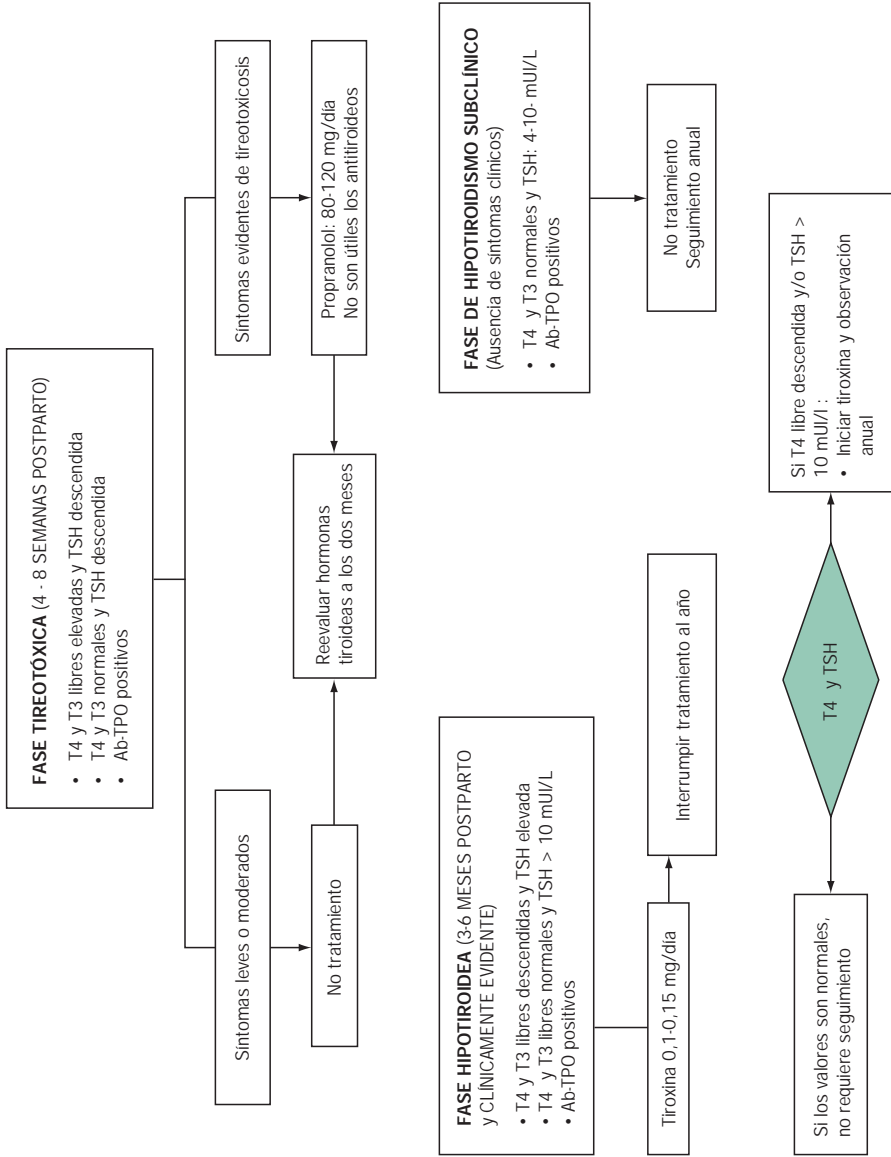 FASE TIREOTÓXICA (4 - 8 SEMANAS POSTPARTO)
• T4 y T3 libres elevadas y TSH descendida
• T4 y T3 normales y TSH descendida
• Ab-TPO positivos
Síntomas leves o moderados
Síntomas evidentes de tireotoxicosis
No tratamiento
Propranolol: 80-120 mg/día
No son útiles los antitiroideos
Reevaluar hormonas
tiroideas a los dos meses
FASE HIPOTIROIDEA (3-6 MESES POSTPARTO
y CLÍNICAMENTE EVIDENTE)
• T4 y T3 libres descendidas y TSH elevada
• T4 y T3 libres normales y TSH > 10 mUI/L
• Ab-TPO positivos
Tiroxina 0,1-0,15 mg/día
Interrumpir tratamiento al año
FASE DE HIPOTIROIDISMO SUBCLÍNICO
(Ausencia de síntomas clínicos)
• T4 y T3 normales y TSH: 4-10- mUI/L
• Ab-TPO positivos
No tratamiento
Seguimiento anual
T4 y TSH
Si los valores son normales,
no requiere seguimiento
Si T4 libre descendida y/o TSH >
10 mUI/l :
• Iniciar tiroxina y observación
anual